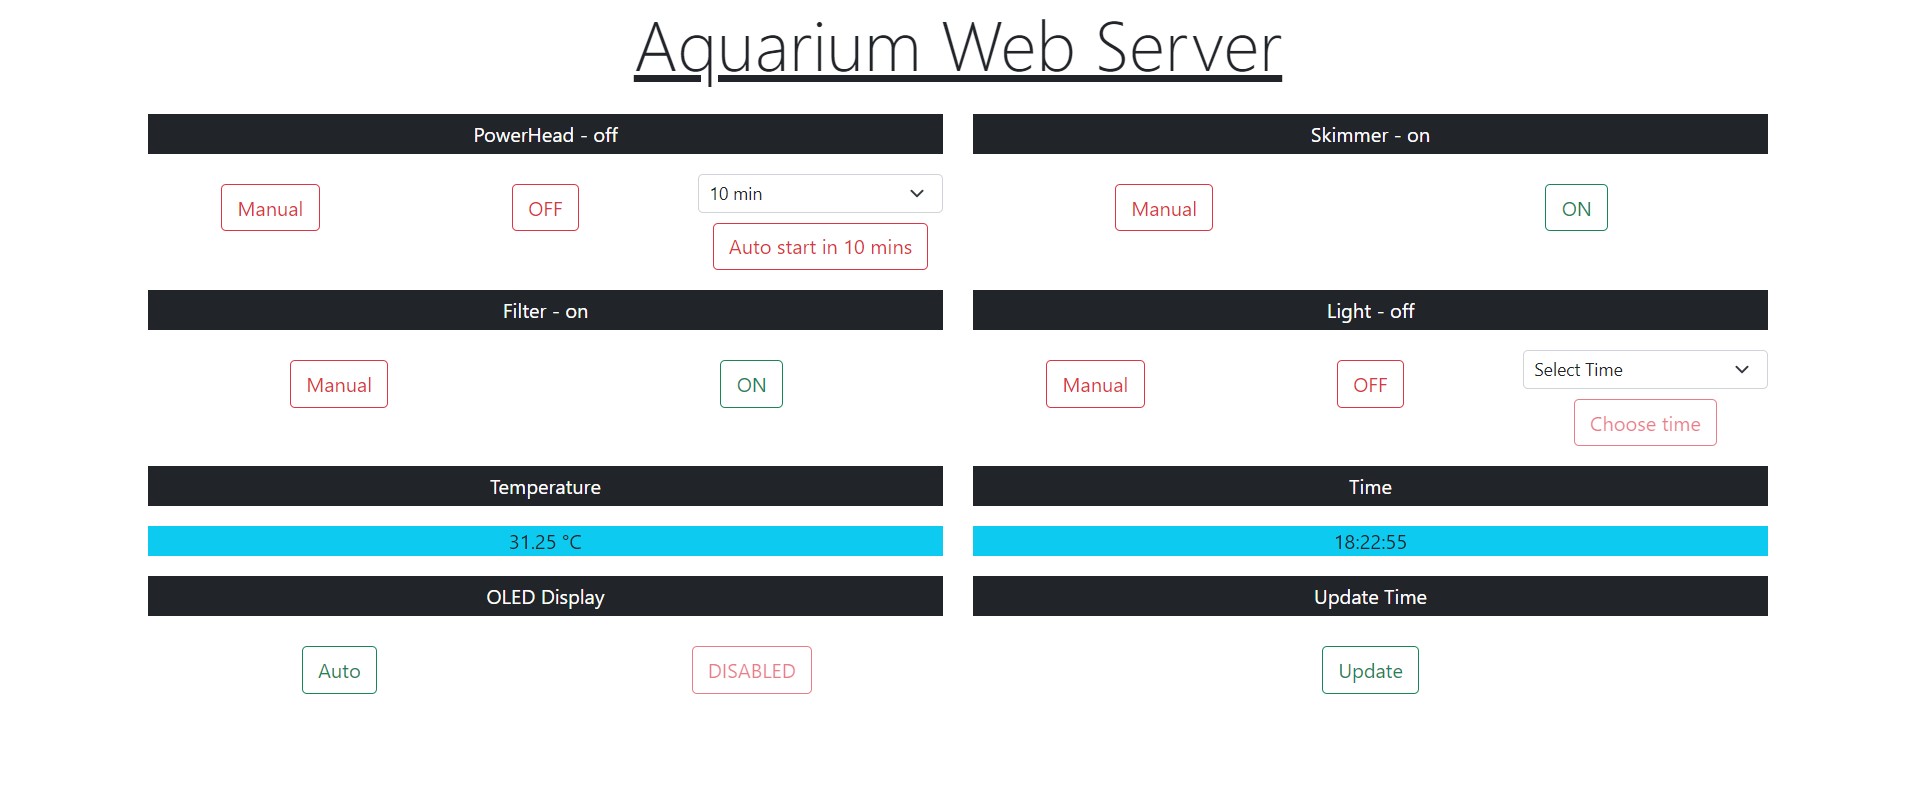 Aquarium Web Server
PowerHead - off
Skimmer - on
Manual
OFF
10 min
Auto start in 10 mins
Manual
ON
Filter - on
Light - off
Manual
ON
Manual
OFF
Select Time
Choose time
Temperature
Time
31.25 °C
18:22:55
OLED Display
Update Time
Auto
DISABLED
Update